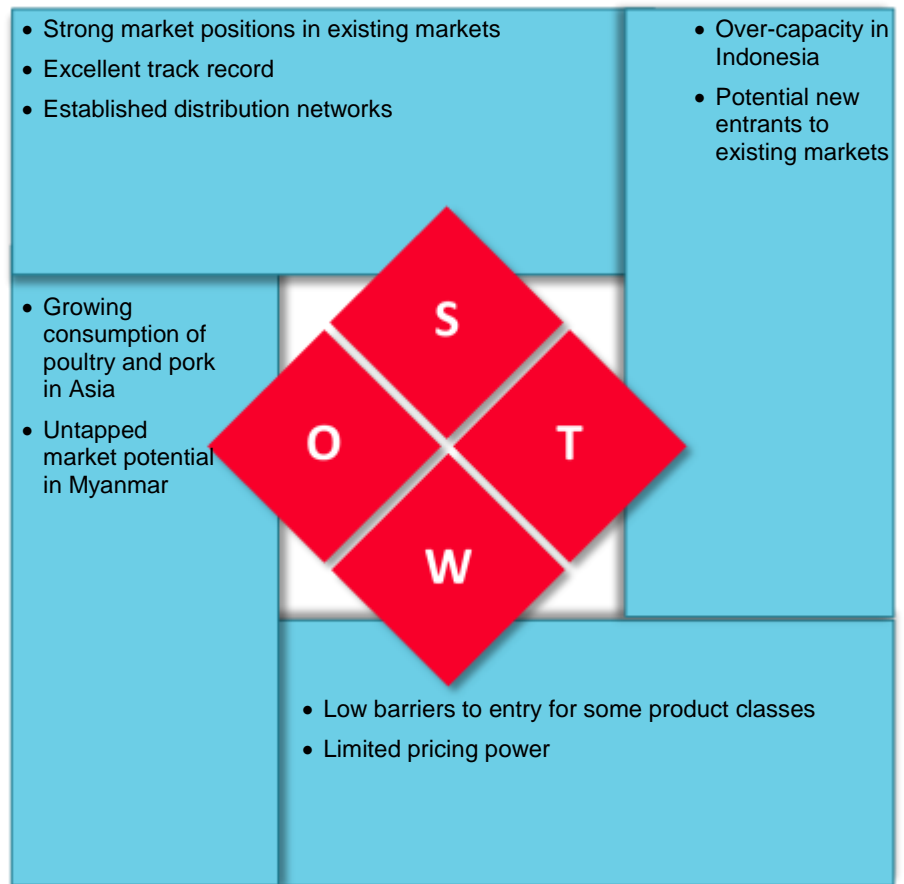 • Strong market positions in existing markets
• Excellent track record
• Established distribution networks
• Over-capacity in
Indonesia
• Potential new
entrants to
existing markets
• Growing
consumption of
poultry and pork
in Asia
• Untapped
market potential
in Myanmar
S
O
T
W
• Low barriers to entry for some product classes
• Limited pricing power